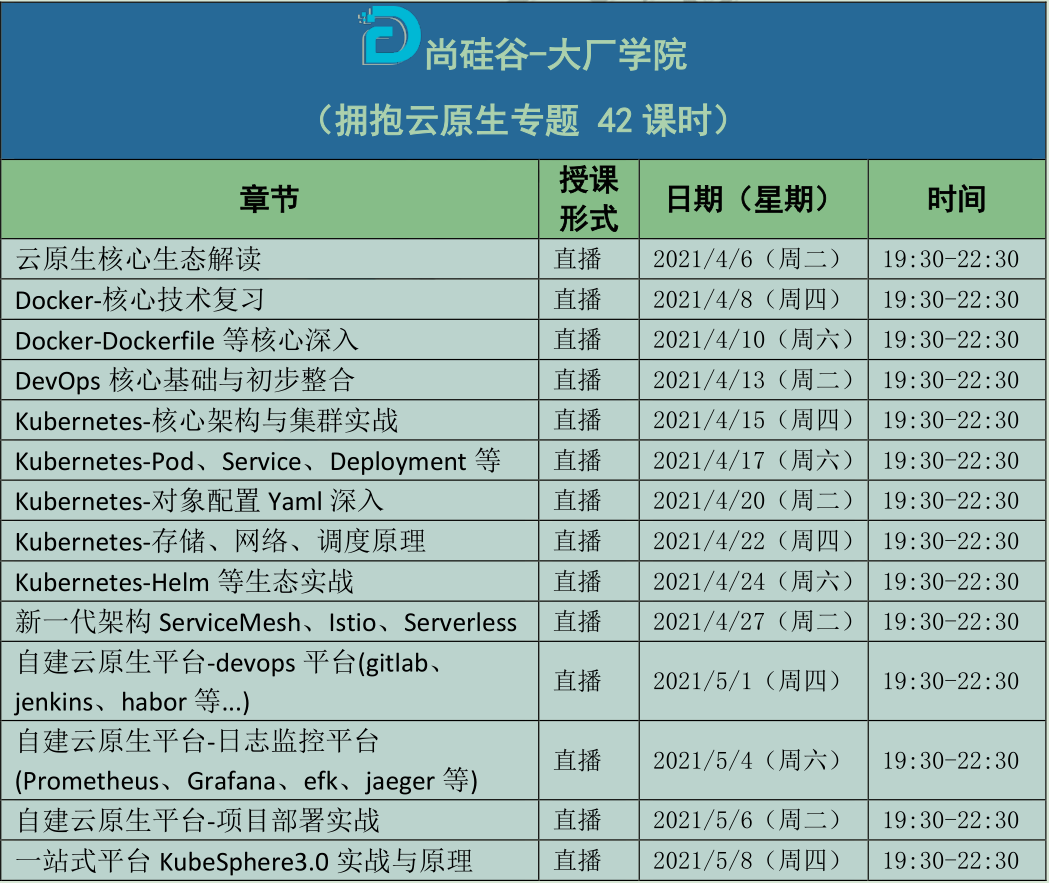 尚硅谷-大厂学院
（拥抱云原生专题 42 课时）
章节 授课形式 日期（星期） 时间
云原生核心生态解读 直播 2021/4/6（周二） 19:30-22:30
Docker-核心技术复习 直播 2021/4/8（周四） 19:30-22:30
Docker-Dockerfile 等核心深入 直播 2021/4/10（周六） 19:30-22:30
DevOps 核心基础与初步整合 直播 2021/4/13（周二） 19:30-22:30
Kubernetes-核心架构与集群实战 直播 2021/4/15（周四） 19:30-22:30
Kubernetes-Pod、Service、Deployment 等 直播 2021/4/17（周六） 19:30-22:30
Kubernetes-对象配置 Yaml 深入 直播 2021/4/20（周二） 19:30-22:30
Kubernetes-存储、网络、调度原理 直播 2021/4/22（周四） 19:30-22:30
Kubernetes-Helm 等生态实战 直播 2021/4/24（周六） 19:30-22:30
新一代架构 ServiceMesh、Istio、Serverless 直播 2021/4/27（周二） 19:30-22:30
自建云原生平台-devops 平台(gitlab、
jenkins、habor 等...) 直播 2021/5/1（周四） 19:30-22:30
自建云原生平台-日志监控平台
(Prometheus、Grafana、efk、jaeger 等) 直播 2021/5/4（周六） 19:30-22:30
自建云原生平台-项目部署实战 直播 2021/5/6（周二） 19:30-22:30
一站式平台 KubeSphere3.0 实战与原理 直播 2021/5/8（周四） 19:30-22:30